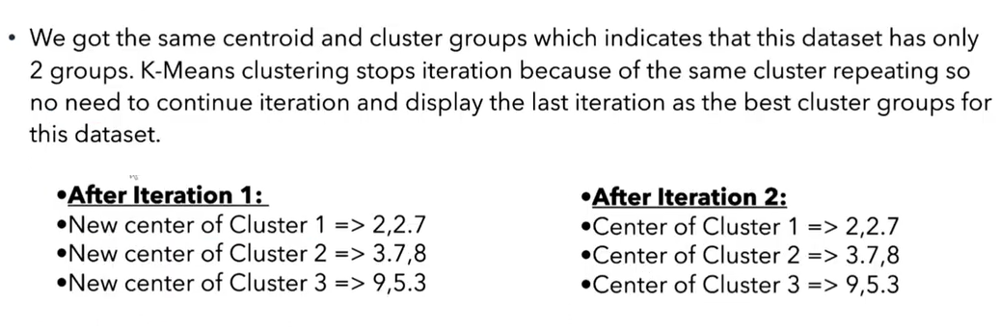 • We got the same centroid and cluster groups which indicates that this dataset has only
2 groups. K-Means clustering stops iteration because of the same cluster repeating so
no need to continue iteration and display the last iteration as the best cluster groups for
this dataset.
•After Iteration 1:
•New center of Cluster 1 => 2,2.7
•New center of Cluster 2 => 3.7,8
•New center of Cluster 3 => 9,5.3
•After Iteration 2:
•Center of Cluster 1 => 2,2.7
•Center of Cluster 2 => 3.7,8
•Center of Cluster 3 => 9,5.3